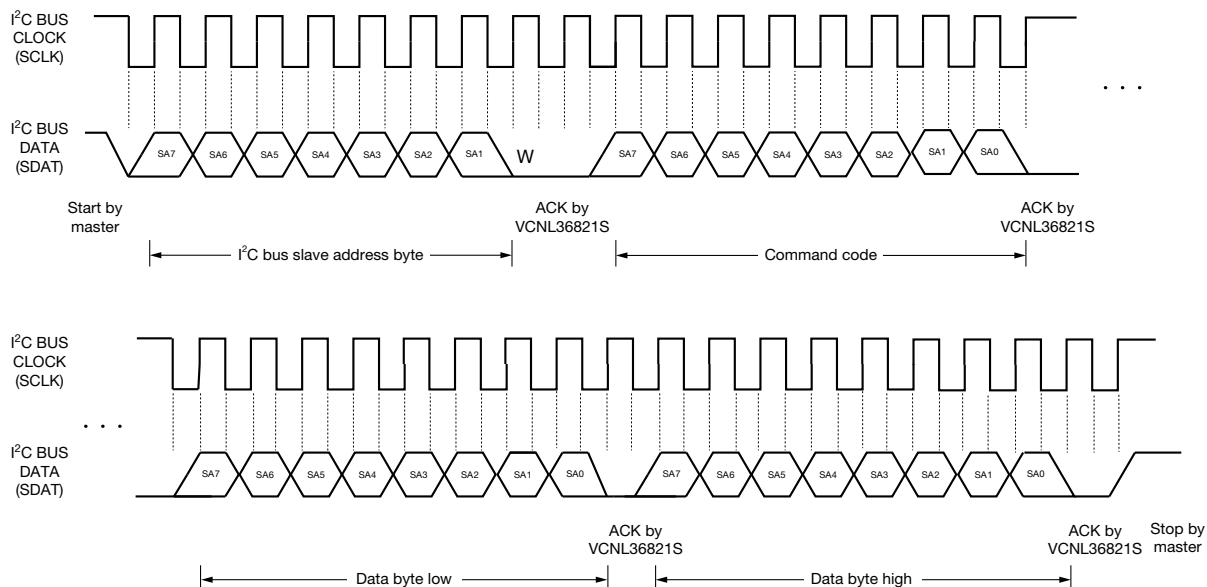 I²C BUS
CLOCK
(SCLK)
. . .
I²C BUS
DATA
(SDAT)
SA7 SA6 SA5 SA4 SA3 SA2 SA1 W SA7 SA6 SA5 SA4 SA3 SA2 SA1 SA0
Start by
master
ACK by
VCNL36821S
ACK by
VCNL36821S
I²C bus slave address byte
Command code
I²C BUS
CLOCK
(SCLK)
. . .
I²C BUS
DATA
(SDAT)
SA7 SA6 SA5 SA4 SA3 SA2 SA1 SA0 SA7 SA6 SA5 SA4 SA3 SA2 SA1 SA0
ACK by
VCNL36821S
ACK by
VCNL36821S
Stop by
master
Data byte low
Data byte high